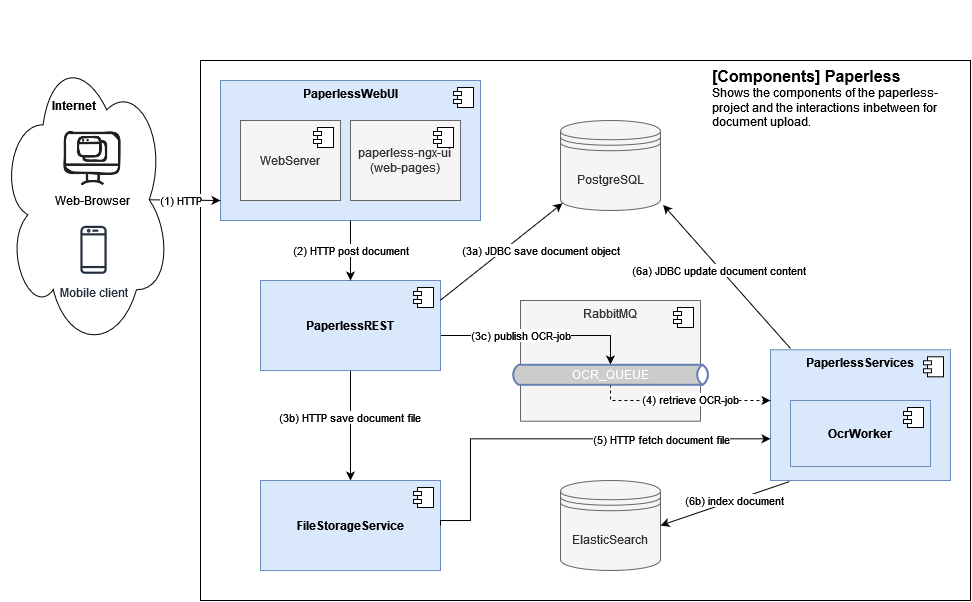 [Components] Paperless
Shows the components of the paperless-
project and the interactions inbetween for
document upload.
Internet
Web-Browser
Mobile client
(1) HTTP
PaperlessWebUI
WebServer
paperless-ngx-ui
(web-pages)
PostgreSQL
(2) HTTP post document
(3a) JDBC save document object
(6a) JDBC update document content
PaperlessREST
RabbitMQ
(3c) publish OCR-job
OCR_QUEUE
(4) retrieve OCR-job
PaperlessServices
OcrWorker
(3b) HTTP save document file
(5) HTTP fetch document file
(6b) index document
FileStorageService
ElasticSearch